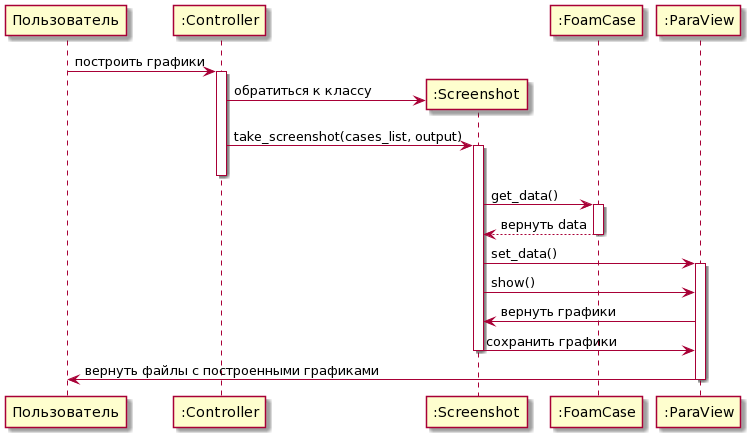 Пользователь
:Controller
:FoamCase
:ParaView
построить графики
обратиться к классу
:Screenshot
take_screenshot(cases_list, output)
get_data()
вернуть data
set_data()
show()
вернуть графики
сохранить графики
вернуть файлы с построенными графиками
Пользователь
:Controller
:Screenshot
:FoamCase
:ParaView